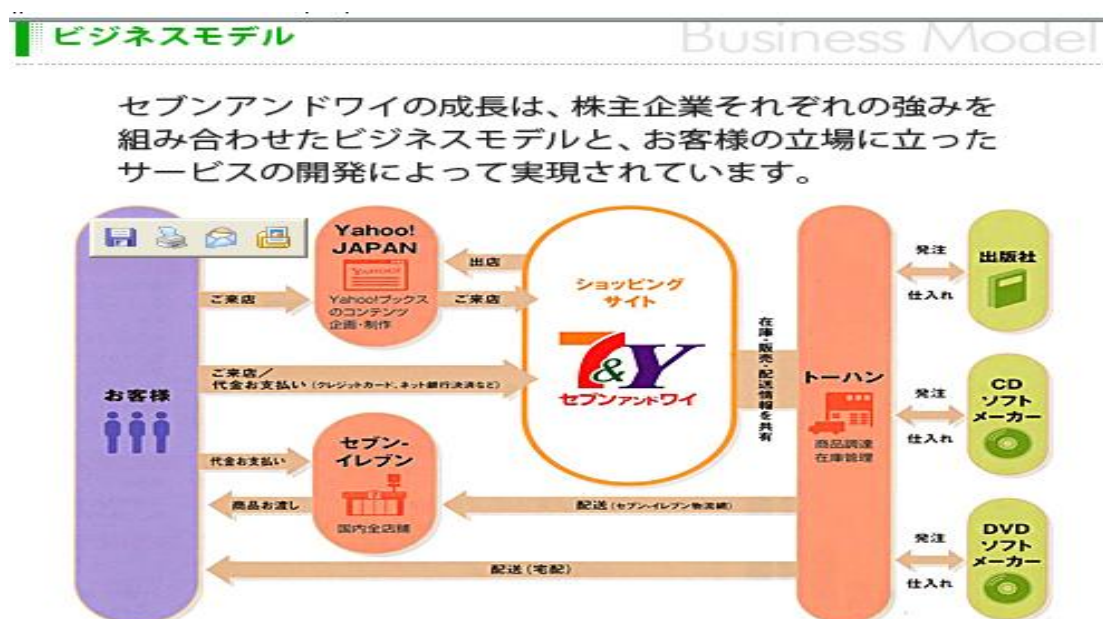 ビジネスモデル
Business Model
セブンアンドワイの成長は、株主企業それぞれの強みを
組み合わせたビジネスモデルと、お客様の立場に立った
サービスの開発によって実現されています。
お客様
Yahoo!
JAPAN
Yahoo!
Yahoo!ブックス
のコンテンツ
企画・制作
ご来店
出店
ご来店
ショッピング
サイト
7&Y
セブンアンドワイ
ご来店/
代金お支払い(クレジットカード、ネット銀行決済など)
在庫・販売・配送情報を共有
トーハン
商品調達
在庫管理
セブン-
イレブン
国内全店舗
代金お支払い
商品お渡し
配送(セブン-イレブン物流網)
配送(宅配)
発注
仕入れ
出版社
発注
仕入れ
CD
ソフト
メーカー
発注
仕入れ
DVD
ソフト
メーカー